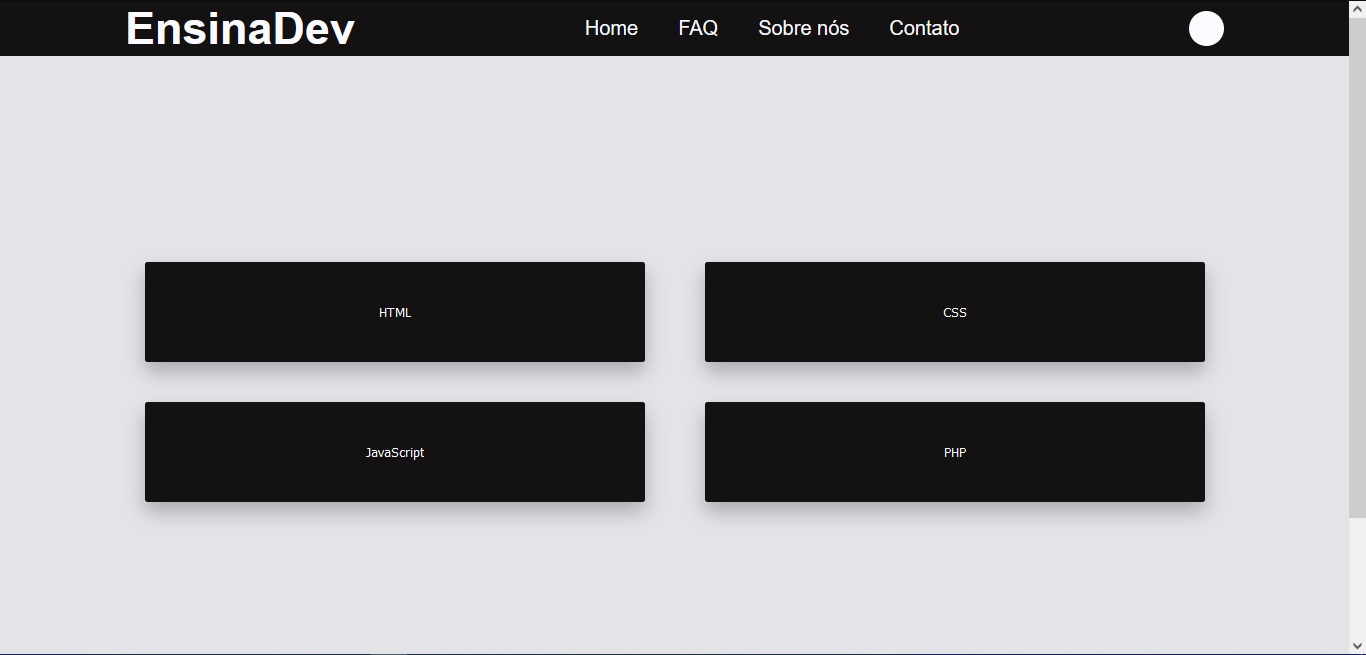 EnsinaDev Home FAQ Sobre nós Contato
HTML CSS
JavaScript PHP